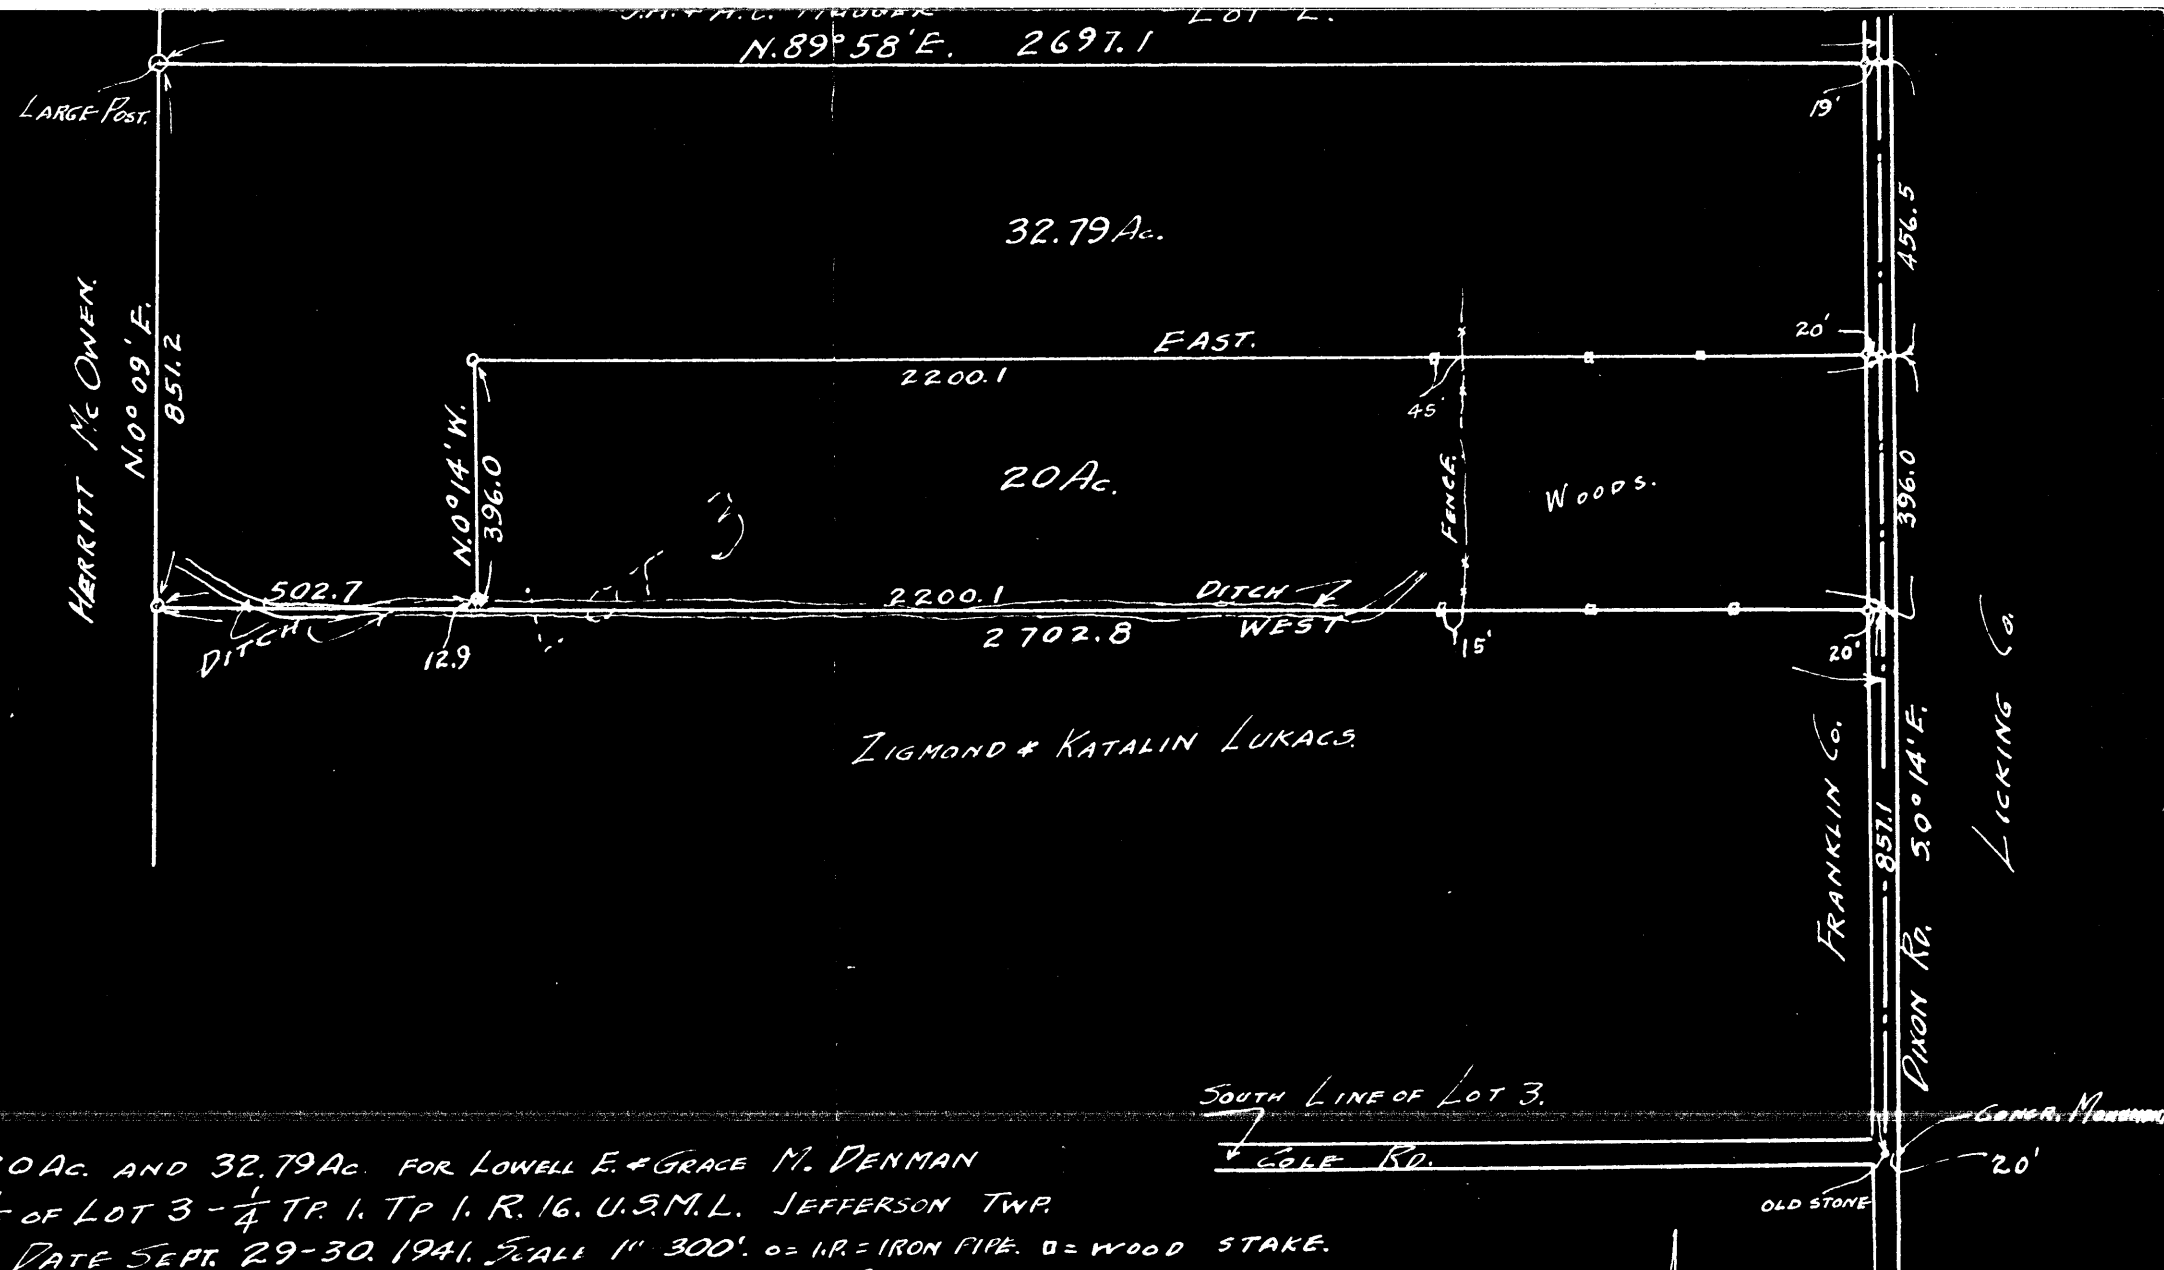 LOT
N.89°58'E. 2697.1
LARGE POST.
19'
456.5
32.79 Ac.
HERRITT McOWEN.
N.0°09'E.
851.2
EAST.
20'
2200.1
45'
N.0°14'W.
396.0
20 Ac.
FENCE.
WOODS.
396.0
3
502.7
2200.1
DITCH
DITCH
12.9
2702.8
WEST
15'
20'
ZIGMOND & KATALIN LUKACS.
FRANKLIN Co.
857.1
S.0°14'E.
DIXON RD.
LICKING Co.
SOUTH LINE OF LOT 3.
COLE RD.
CONCR. MONUMENT
20'
OLD STONE
0 AC. AND 32.79 AC. FOR LOWELL E. & GRACE M. DENMAN
OF LOT 3 - 1/4 TP. 1. TP 1. R. 16. U.S.M.L. JEFFERSON TWP.
DATE SEPT. 29-30. 1941. SCALE 1" 300'. o = I.P. = IRON PIPE. □ = WOOD STAKE.